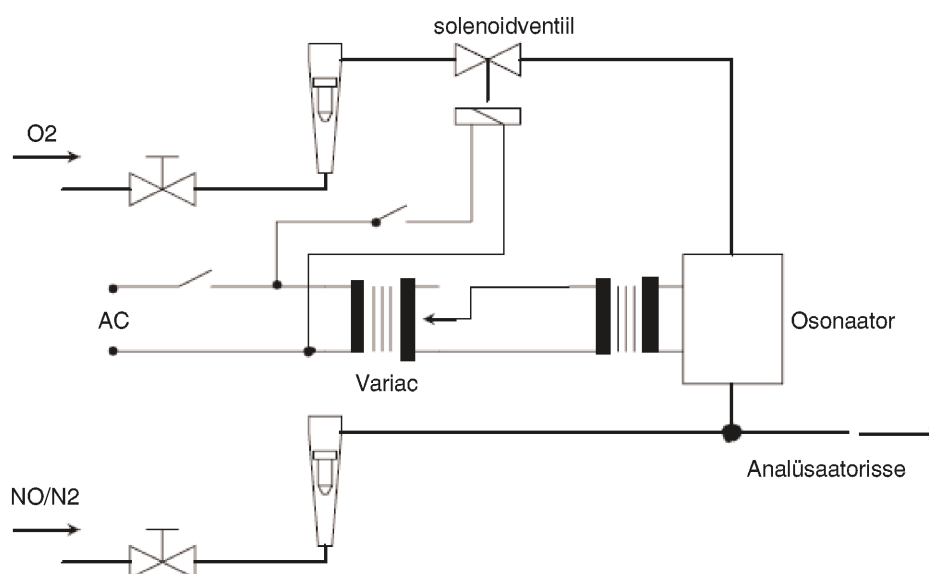 solenoidventiil
O2
AC
Osonaator
Variac
Analüsaatorisse
NO/N2